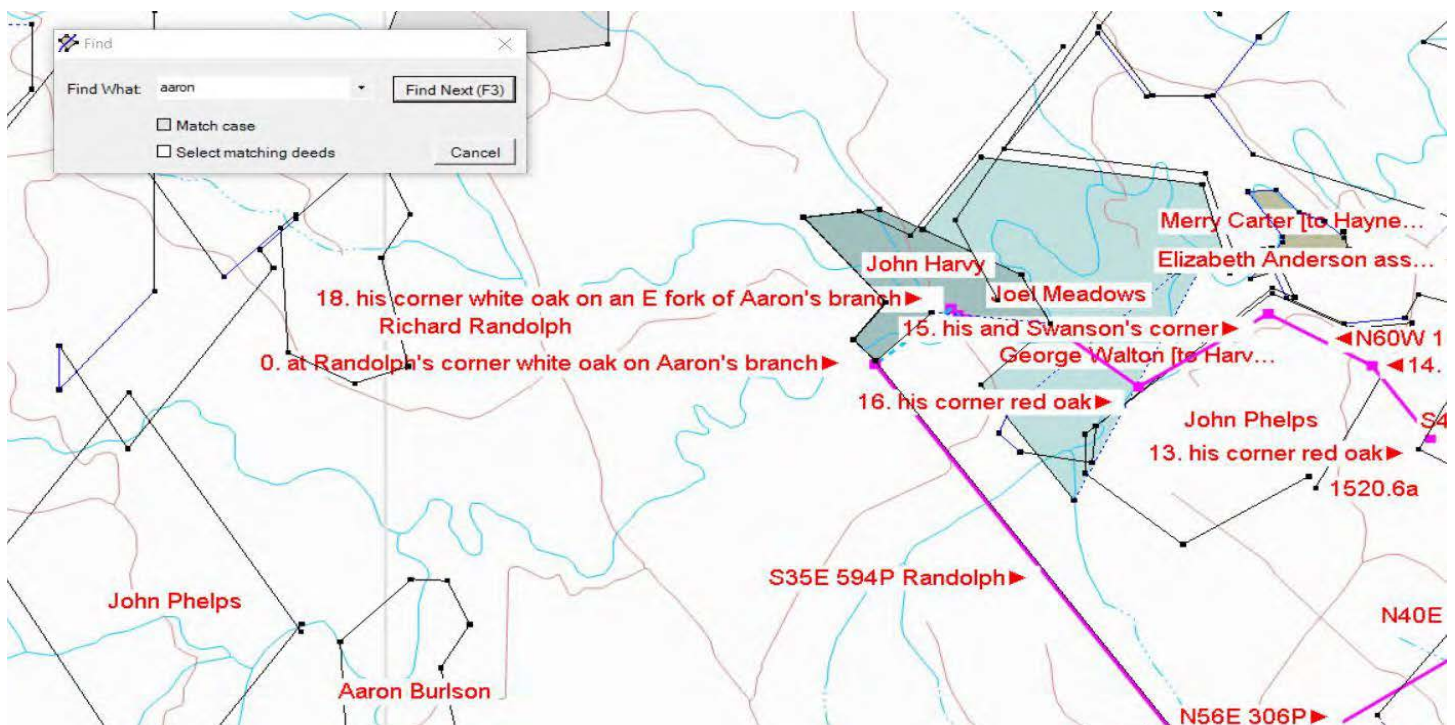 Find
Find What:
aaron
Find Next (F3)
Match case
Select matching deeds
Cancel
Merry Carter [to Hayne...
Elizabeth Anderson ass...
John Harvy
18. his corner white oak on an E fork of Aaron's branch
Joel Meadows
Richard Randolph
15. his and Swanson's corner
N60W 1
0. at Randolph's corner white oak on Aaron's branch
George Walton [to Harv...
14.
16. his corner red oak
John Phelps
S4
13. his corner red oak
1520.6a
S35E 594P Randolph
John Phelps
N40E
Aaron Burlson
N56E 306P